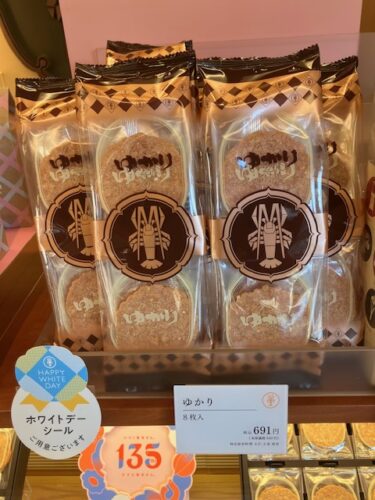 ゆかり
ゆかり
ゆかり
ゆかり
HAPPY
WHITE
DAY
ホワイトデー
シール
ご用意ございます
ゆかり
8枚入
税込 691円
135